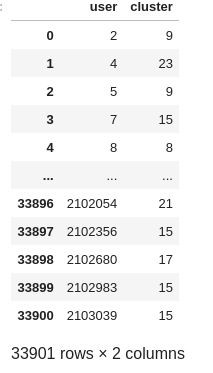 user cluster
0 2 9
1 4 23
2 5 9
3 7 15
4 8 8
... ... ...
33896 2102054 21
33897 2102356 15
33898 2102680 17
33899 2102983 15
33900 2103039 15
33901 rows × 2 columns